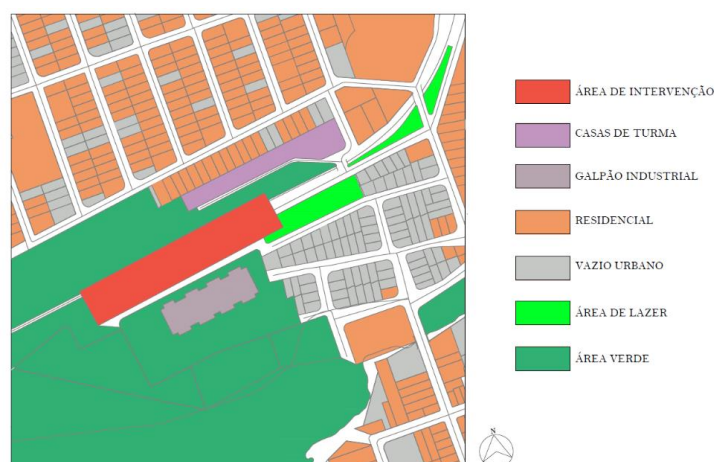 ÁREA DE INTERVENÇÃO
CASAS DE TURMA
GALPÃO INDUSTRIAL
RESIDENCIAL
VAZIO URBANO
ÁREA DE LAZER
ÁREA VERDE
N